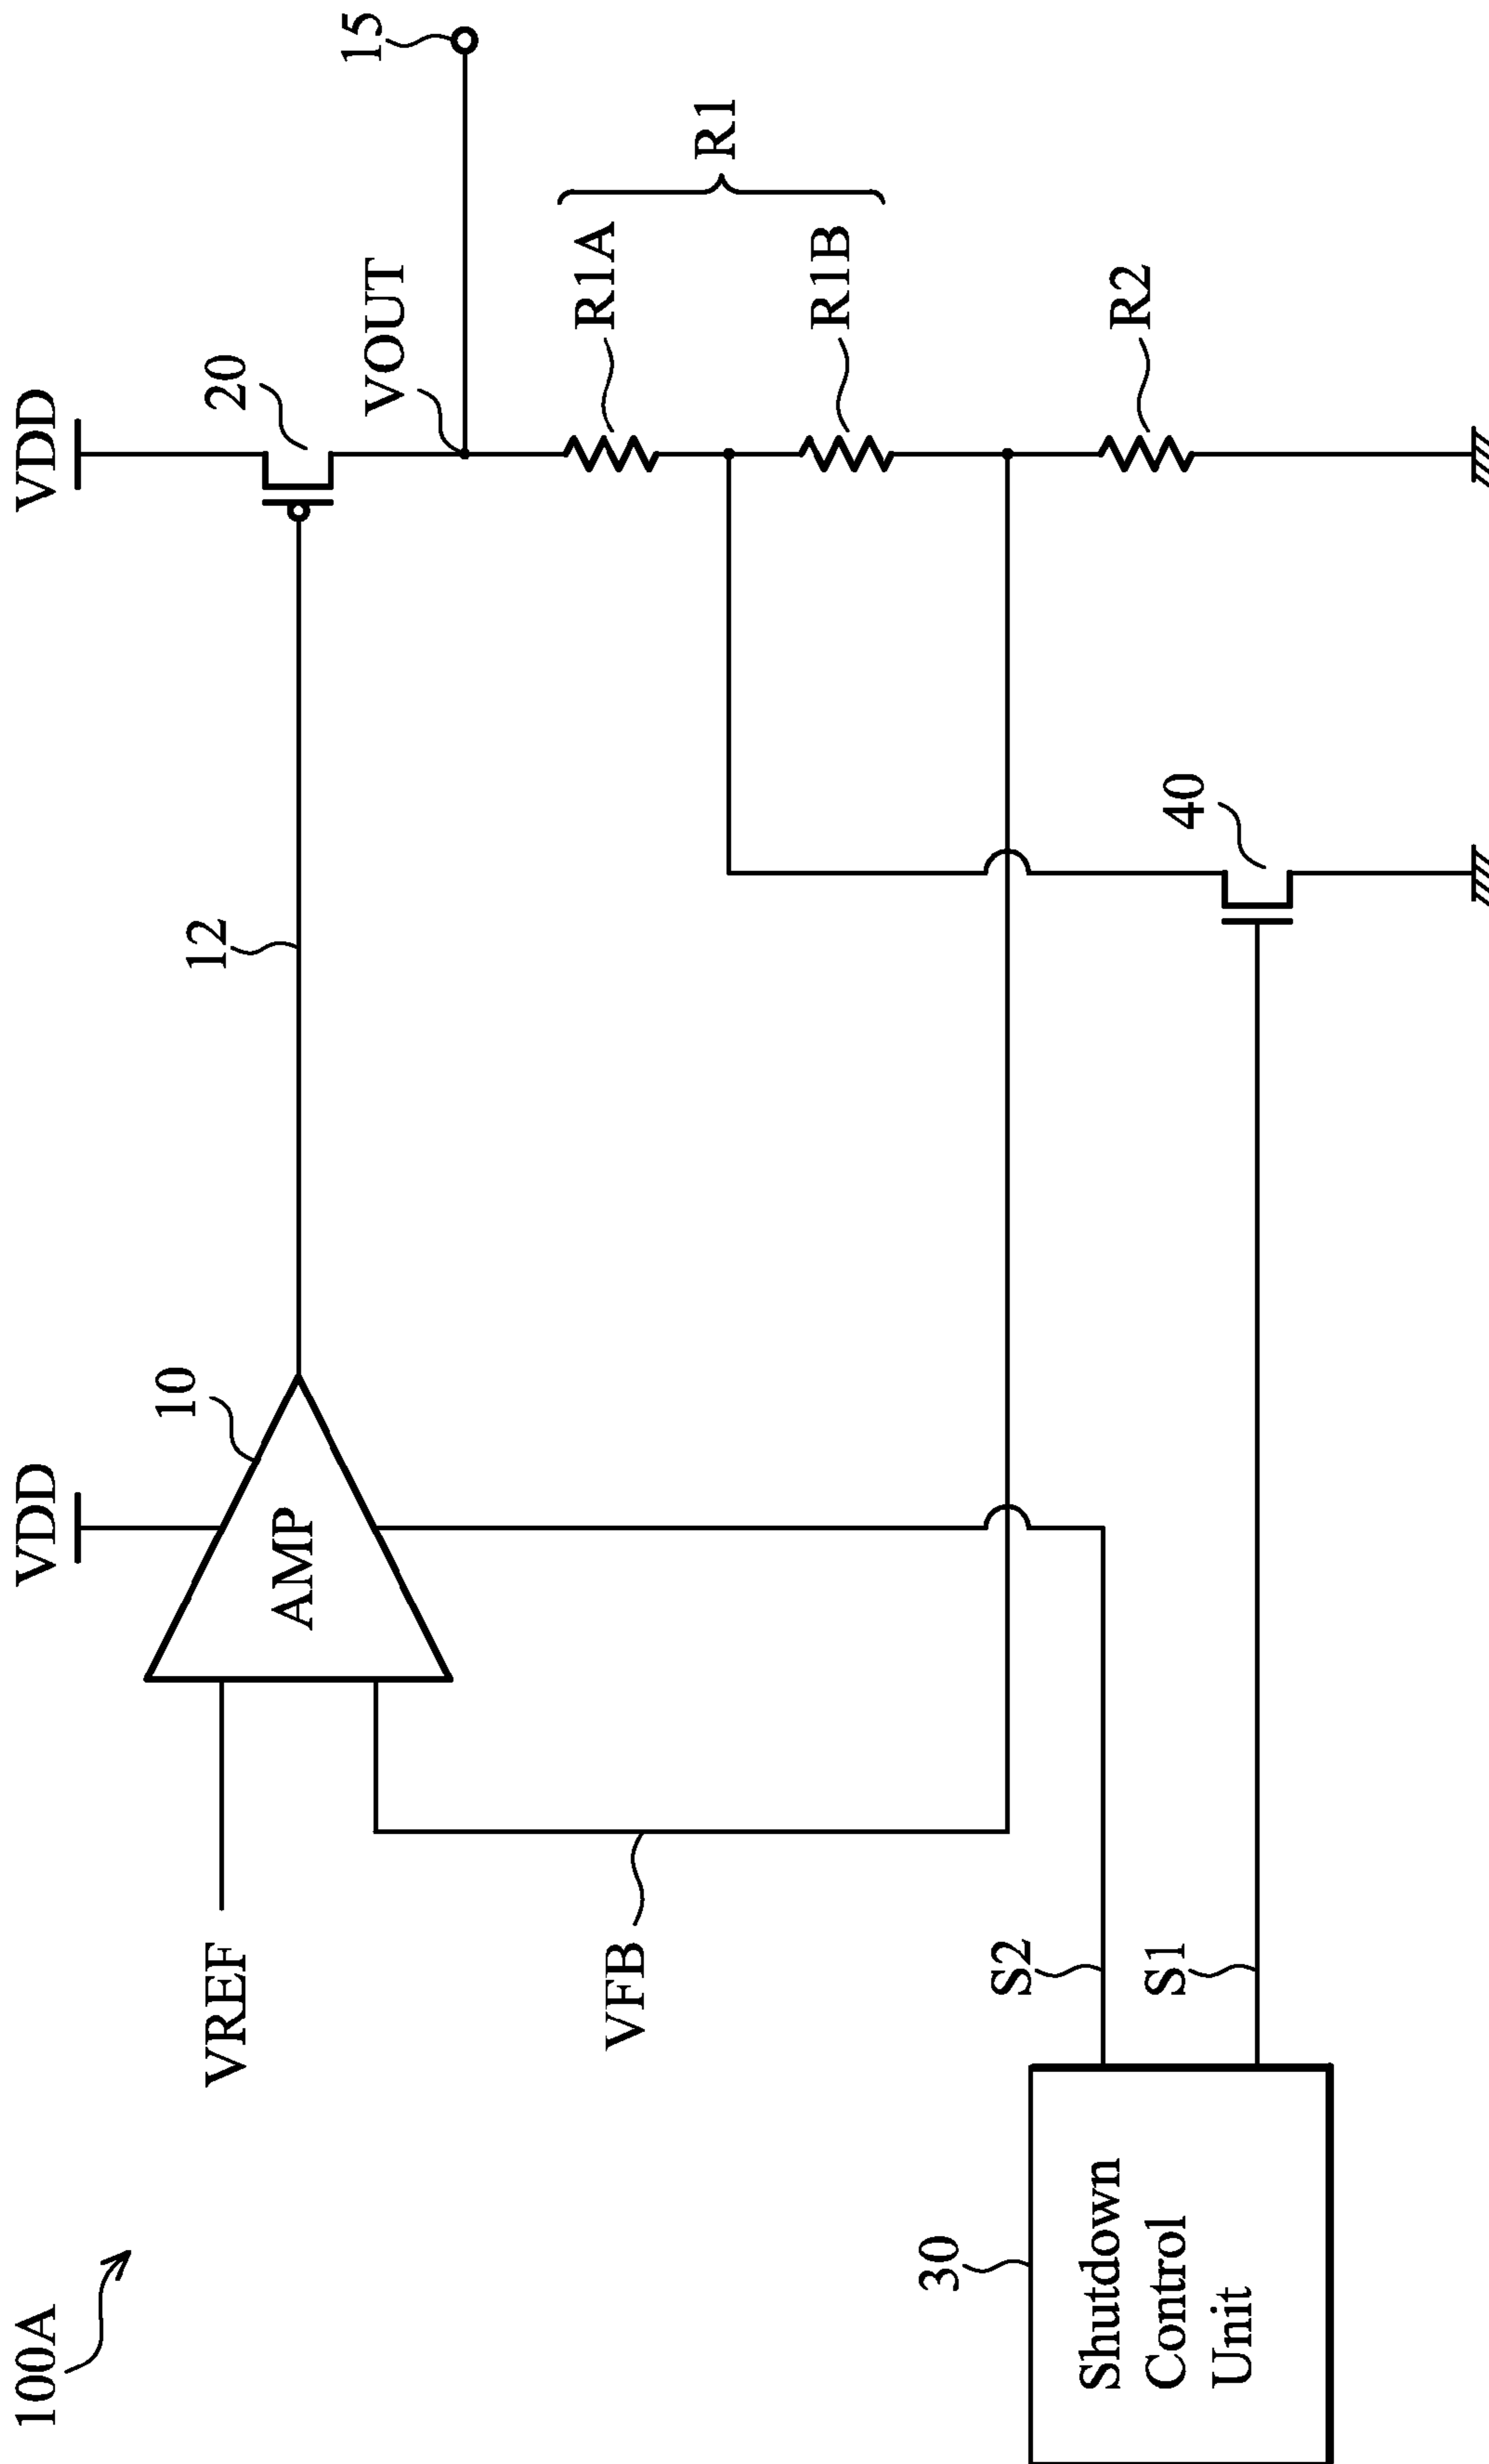 100A
VDD
VDD
10
AMP
12
20
VREF
VOUT
15
R1A
R1
VFB
R1B
30
S2
R2
Shutdown
Control
Unit
S1
40